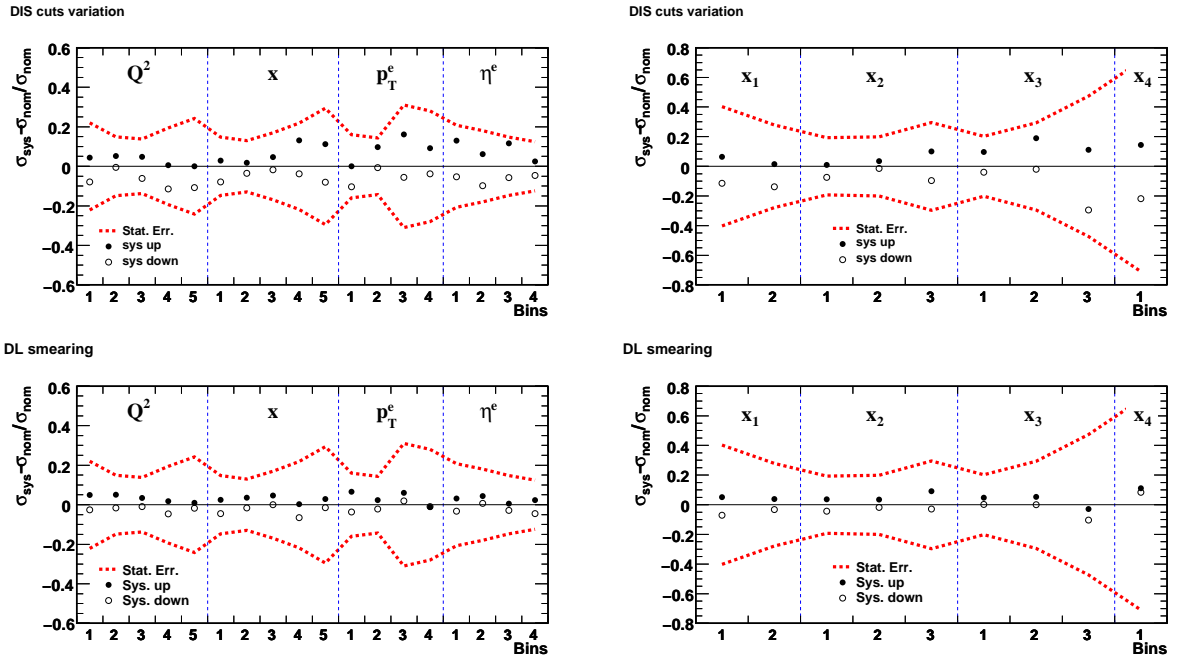 DIS cuts variation
σsys-σnom/σnom
0.6
0.4
0.2
0
−0.2
−0.4
−0.6
Q² x pTᵉ ηᵉ
Stat. Err.
sys up
sys down
1 2 3 4 5 1 2 3 4 5 1 2 3 4 1 2 3 4
Bins
DIS cuts variation
σsys-σnom/σnom
0.8
0.6
0.4
0.2
0
−0.2
−0.4
−0.6
−0.8
x₁ x₂ x₃ x₄
Stat. Err.
sys up
sys down
1 2 1 2 3 1 2 3 1
Bins
DL smearing
σsys-σnom/σnom
0.6
0.4
0.2
0
−0.2
−0.4
−0.6
Q² x pTᵉ ηᵉ
Stat. Err.
Sys. up
Sys. down
1 2 3 4 5 1 2 3 4 5 1 2 3 4 1 2 3 4
Bins
DL smearing
σsys-σnom/σnom
0.8
0.6
0.4
0.2
0
−0.2
−0.4
−0.6
−0.8
x₁ x₂ x₃ x₄
Stat. Err.
Sys. up
Sys. down
1 2 1 2 3 1 2 3 1
Bins